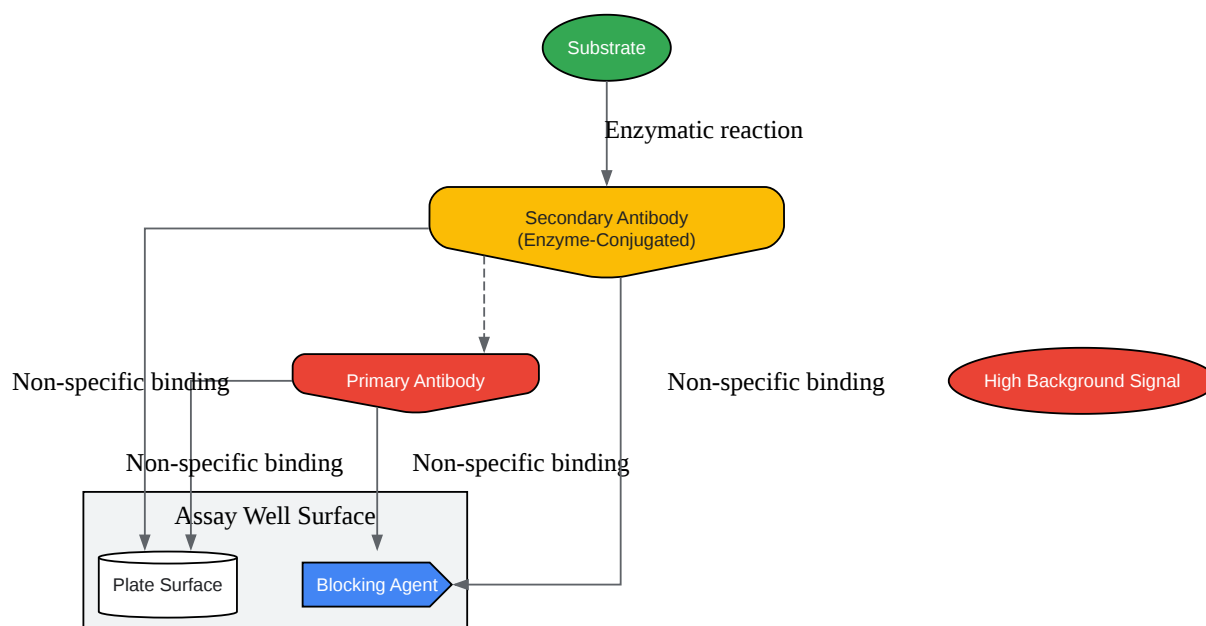 Substrate
Enzymatic reaction
Secondary Antibody
(Enzyme-Conjugated)
Non-specific binding
Primary Antibody
Non-specific binding
High Background Signal
Non-specific binding
Non-specific binding
Assay Well Surface
Plate Surface
Blocking Agent